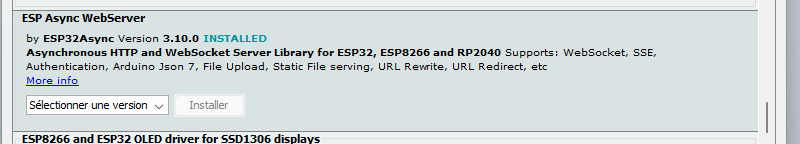 ESP Async WebServer
by ESP32Async Version 3.10.0 INSTALLED
Asynchronous HTTP and WebSocket Server Library for ESP32, ESP8266 and RP2040 Supports: WebSocket, SSE,
Authentication, Arduino Json 7, File Upload, Static File serving, URL Rewrite, URL Redirect, etc
More info
Sélectionner une version Installer
ESP8266 and ESP32 OLED driver for SSD1306 displays